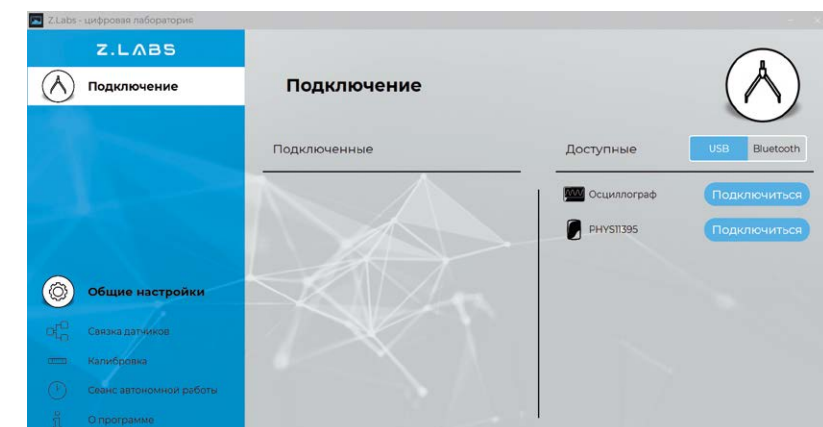 Z.Labs - цифровая лаборатория
Z.LABS
Подключение
Общие настройки
Связка датчиков
Калибровка
Сеанс автономной работы
О программе
Подключение
Подключенные
Доступные
USB
Bluetooth
Осциллограф
Подключиться
PHYS11395
Подключиться